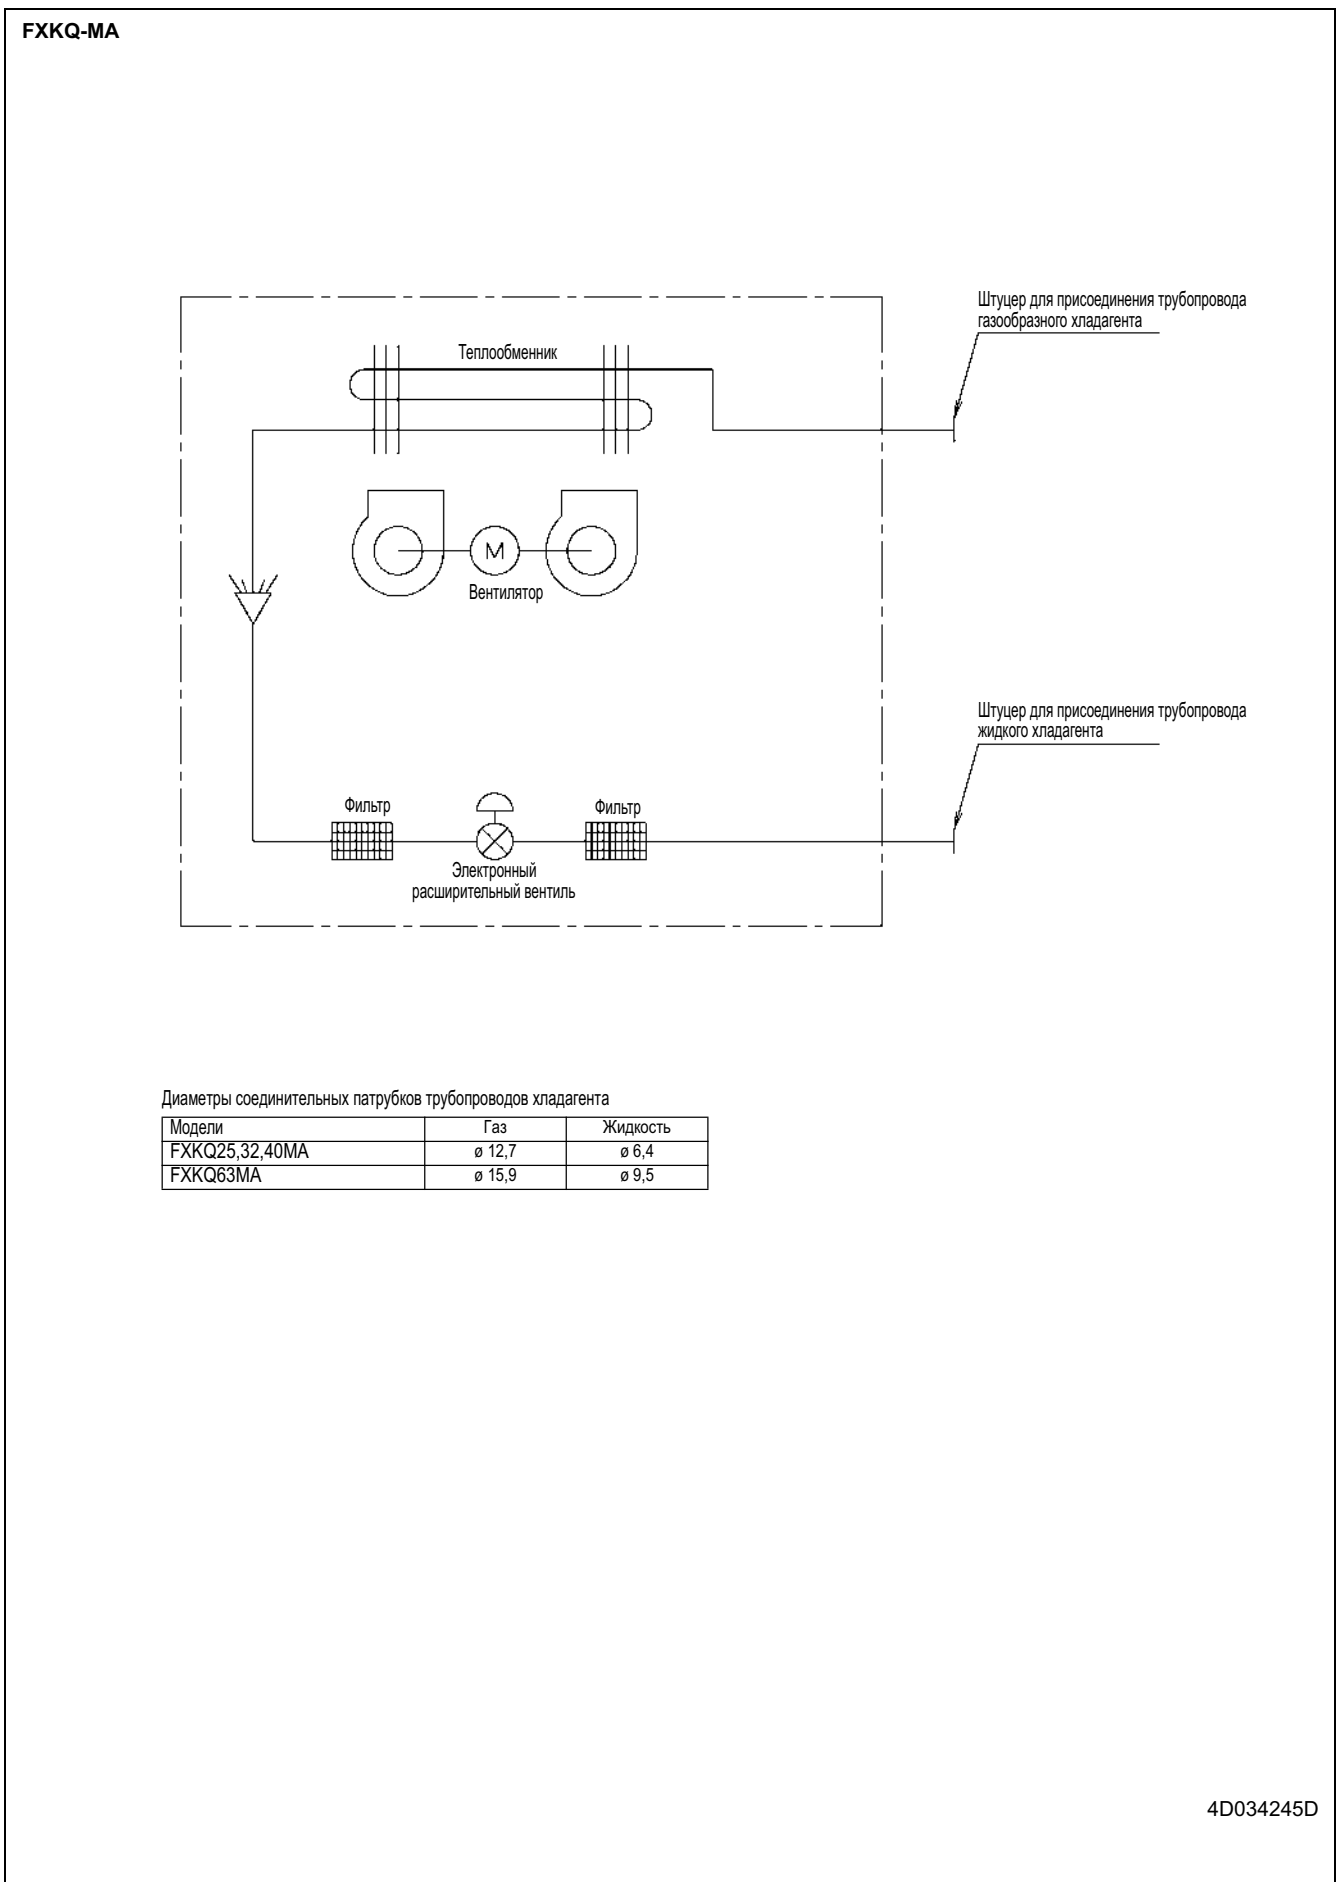 FXKQ-MA
Штуцер для присоединения трубопровода
газообразного хладагента
Теплообменник
M
Вентилятор
Штуцер для присоединения трубопровода
жидкого хладагента
Фильтр
Фильтр
Электронный
расширительный вентиль
Диаметры соединительных патрубков трубопроводов хладагента
Модели Газ Жидкость
FXKQ25,32,40MA ø 12,7 ø 6,4
FXKQ63MA ø 15,9 ø 9,5
4D034245D